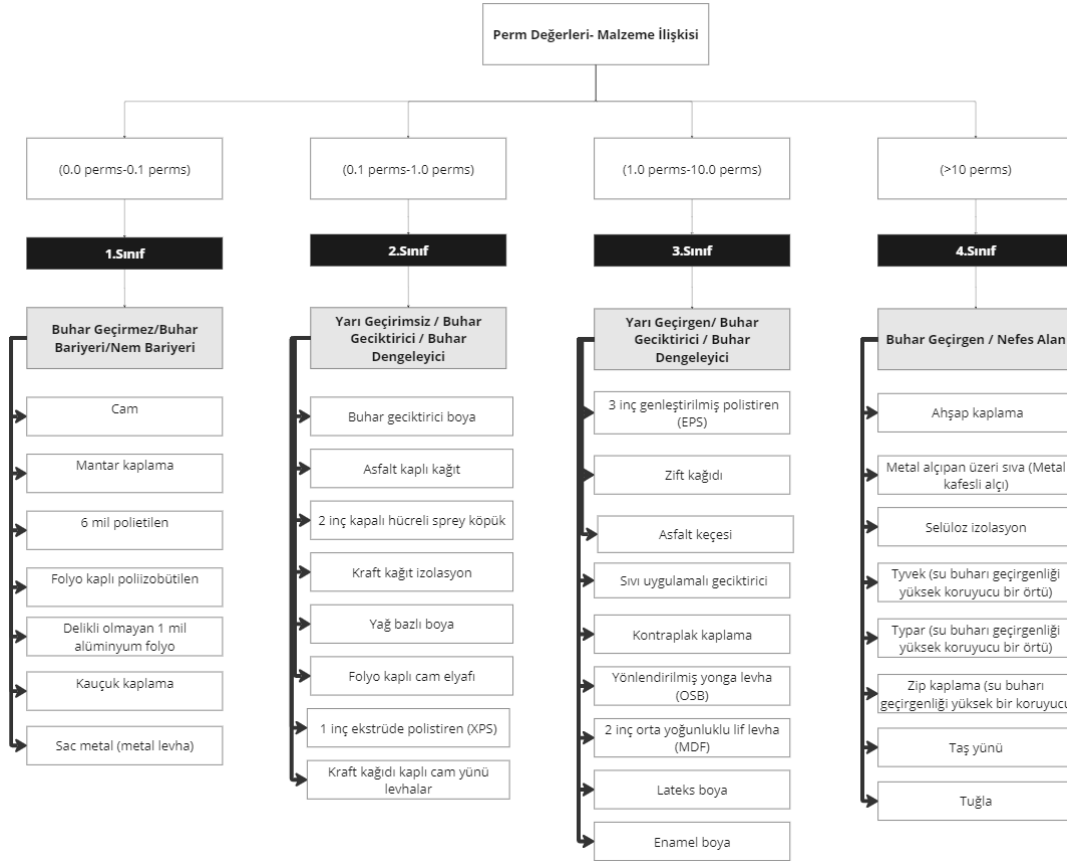 Perm Değerleri- Malzeme İlişkisi
(0.0 perms-0.1 perms)
1.Sınıf
Buhar Geçirmez/Buhar
Bariyeri/Nem Bariyeri
Cam
Mantar kaplama
6 mil polietilen
Folyo kaplı poliizobütilen
Delikli olmayan 1 mil
alüminyum folyo
Kauçuk kaplama
Sac metal (metal levha)
(0.1 perms-1.0 perms)
2.Sınıf
Yarı Geçirimsiz / Buhar
Geciktirici / Buhar
Dengeleyici
Buhar geciktirici boya
Asfalt kaplı kağıt
2 inç kapalı hücreli sprey köpük
Kraft kağıt izolasyon
Yağ bazlı boya
Folyo kaplı cam elyafı
1 inç ekstrüde polistiren (XPS)
Kraft kağıdı kaplı cam yünü
levhalar
(1.0 perms-10.0 perms)
3.Sınıf
Yarı Geçirgen/ Buhar
Geciktirici / Buhar
Dengeleyici
3 inç genleştirilmiş polistiren
(EPS)
Zift kağıdı
Asfalt keçesi
Sıvı uygulamalı geciktirici
Kontraplak kaplama
Yönlendirilmiş yonga levha
(OSB)
2 inç orta yoğunluklu lif levha
(MDF)
Lateks boya
Enamel boya
(>10 perms)
4.Sınıf
Buhar Geçirgen / Nefes Alan
Ahşap kaplama
Metal alçıpan üzeri sıva (Metal
kafesli alçı)
Selüloz izolasyon
Tyvek (su buharı geçirgenliği
yüksek koruyucu bir örtü)
Typar (su buharı geçirgenliği
yüksek koruyucu bir örtü)
Zip kaplama (su buharı
geçirgenliği yüksek bir koruyucu
Taş yünü
Tuğla